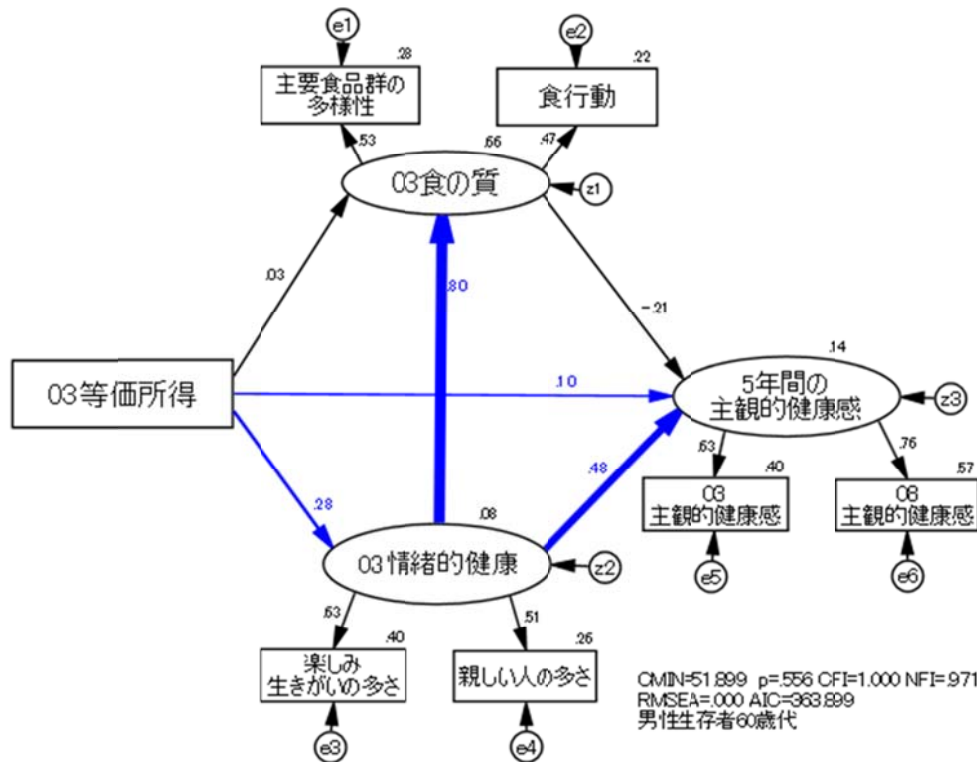 e1
e2
.28
.22
主要食品群の
多様性
食行動
.53
.66
.47
03食の質
z1
.03
.80
-.21
.14
03等価所得
.10
5年間の
主観的健康感
z3
.28
.48
.63
.76
.40
.57
03
主観的健康感
08
主観的健康感
.08
03情緒的健康
z2
e5
e6
.63
.51
.40
.26
楽しみ
生きがいの多さ
親しい人の多さ
e3
e4
CMIN=51.899 p=.556 CFI=1.000 NFI=.971
RMSEA=.000 AIC=363.899
男性生存者60歳代